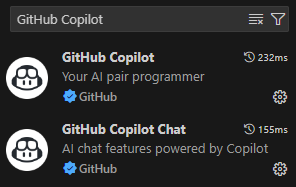 GitHub Copilot
GitHub Copilot 232ms
Your AI pair programmer
GitHub
GitHub Copilot Chat 155ms
AI chat features powered by Copilot
GitHub